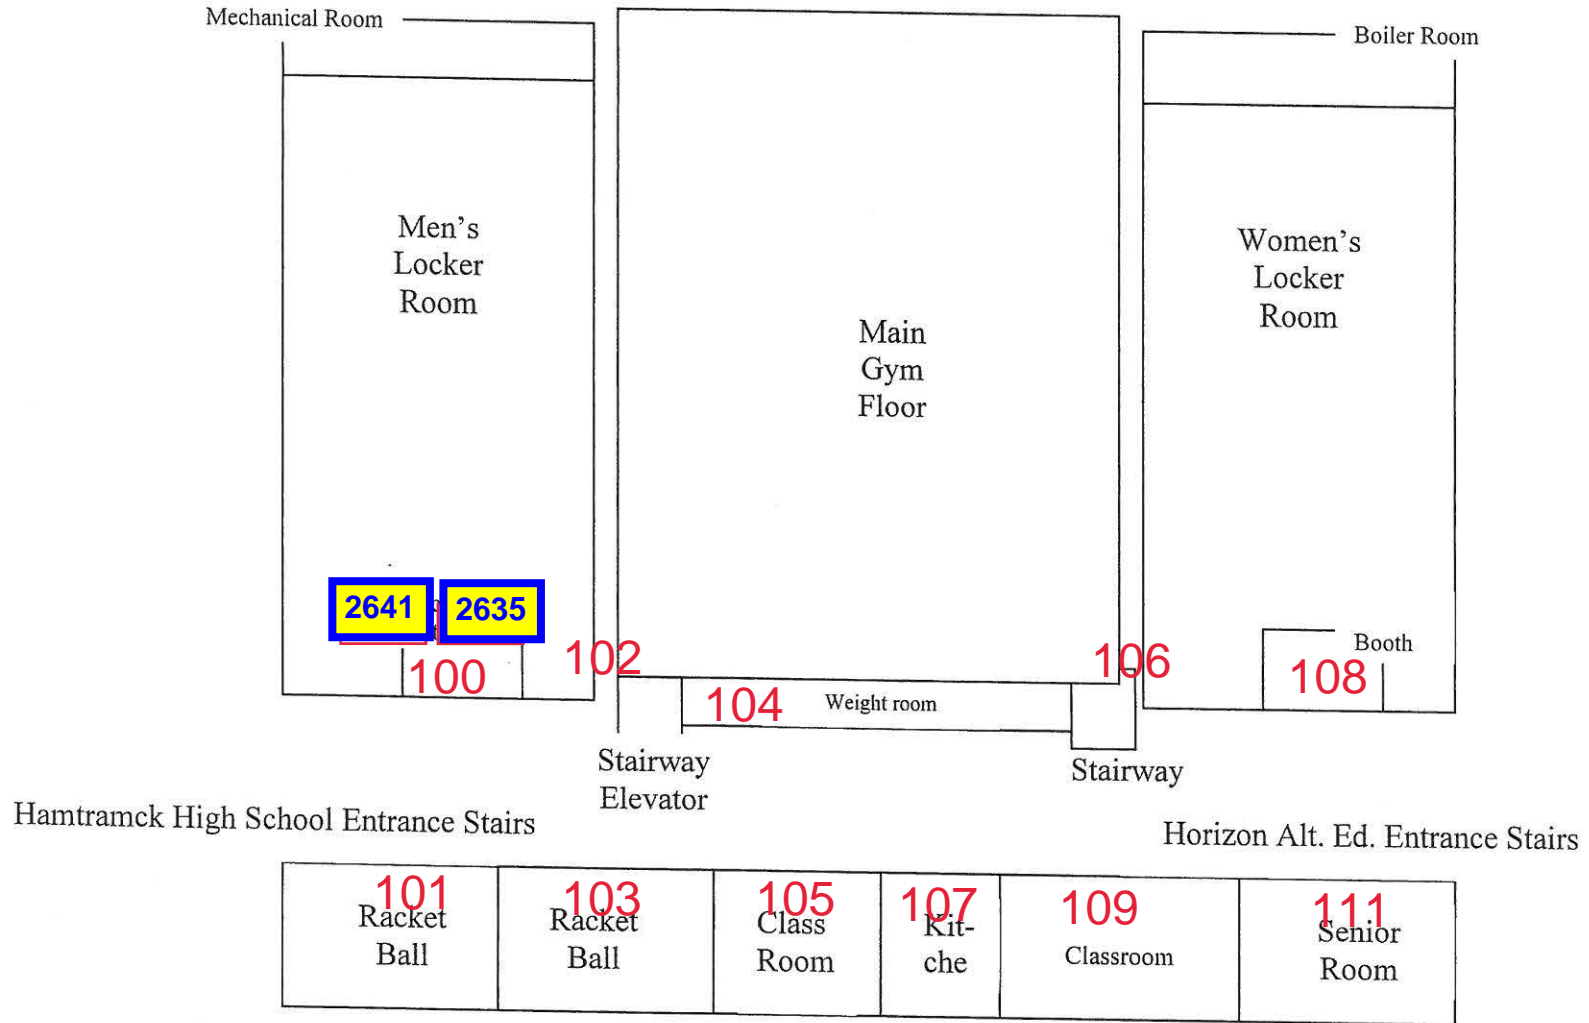 Mechanical Room
Boiler Room
Men's
Locker
Room
Women's
Locker
Room
Main
Gym
Floor
2641
2635
100
102
104
Weight room
106
Booth
108
Stairway
Elevator
Stairway
Hamtramck High School Entrance Stairs
Horizon Alt. Ed. Entrance Stairs
101
Racket
Ball
103
Racket
Ball
105
Class
Room
107
Kit-
che
109
Classroom
111
Senior
Room